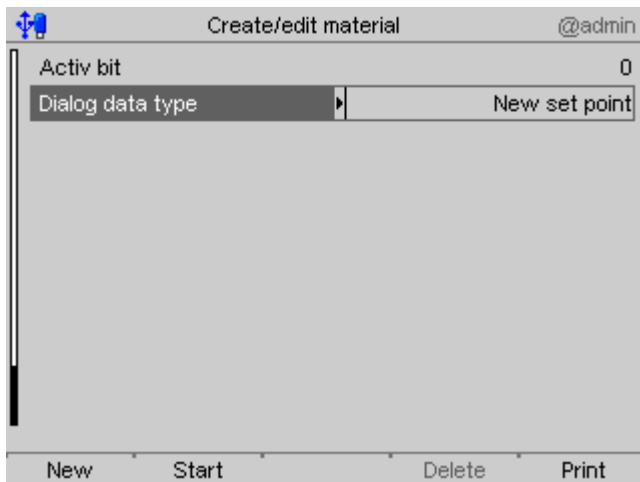 Create/edit material @admin
Activ bit 0
Dialog data type New set point
New Start Delete Print